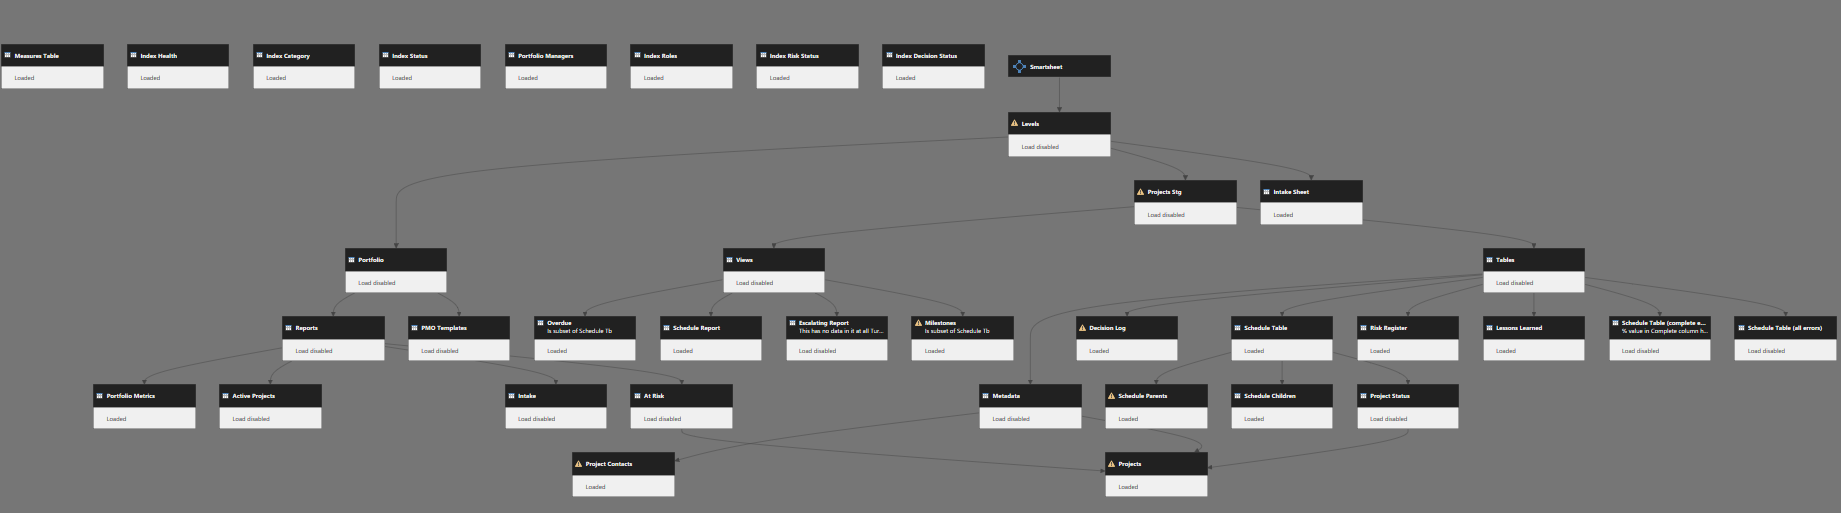 Measures Table
Loaded
Index Health
Loaded
Index Category
Loaded
Index Status
Loaded
Portfolio Managers
Loaded
Index Roles
Loaded
Index Risk Status
Loaded
Index Decision Status
Loaded
Smartsheet
Levels
Load disabled
Projects Stg
Load disabled
Intake Sheet
Loaded
Portfolio
Load disabled
Views
Load disabled
Tables
Load disabled
Reports
Load disabled
PMO Templates
Load disabled
Overdue
Is subset of Schedule Tb
Loaded
Schedule Report
Loaded
Escalating Report
This has no data in it at all Tur...
Load disabled
Milestones
Is subset of Schedule Tb
Loaded
Decision Log
Loaded
Schedule Table
Loaded
Risk Register
Loaded
Lessons Learned
Loaded
Schedule Table (complete e...
% value in Complete column h...
Load disabled
Schedule Table (all errors)
Load disabled
Portfolio Metrics
Loaded
Active Projects
Load disabled
Intake
Load disabled
At Risk
Load disabled
Metadata
Load disabled
Schedule Parents
Loaded
Schedule Children
Loaded
Project Status
Load disabled
Project Contacts
Loaded
Projects
Loaded